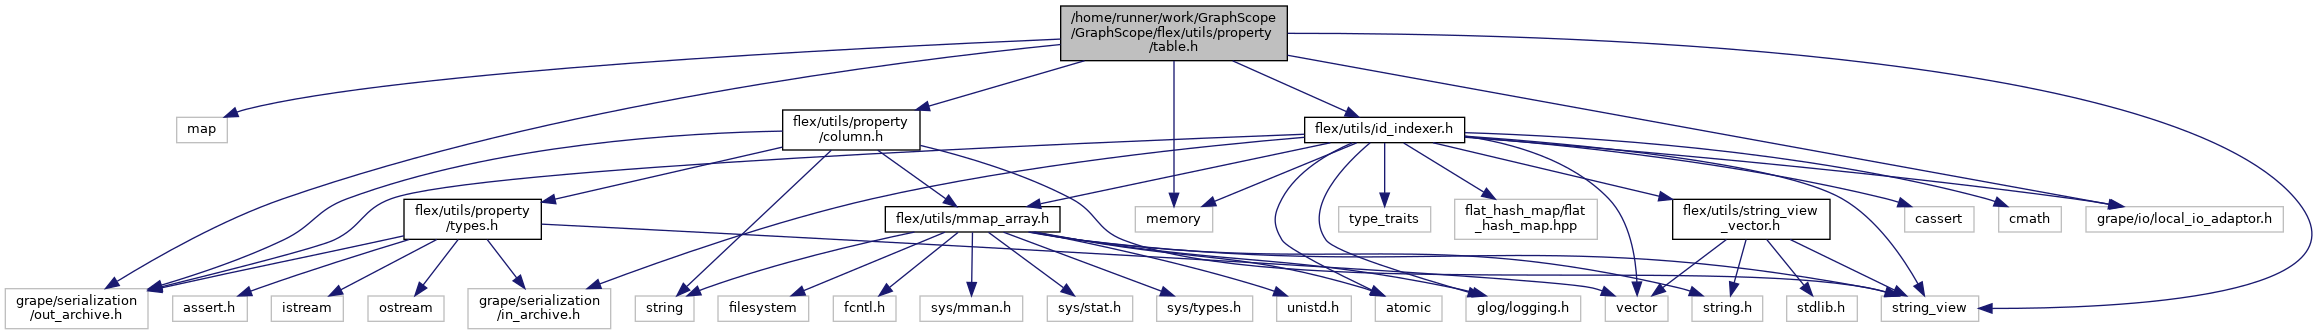 /home/runner/work/GraphScope
/GraphScope/flex/utils/property
/table.h
map
flex/utils/property
/column.h
flex/utils/id_indexer.h
flex/utils/property
/types.h
flex/utils/mmap_array.h
memory
type_traits
flat_hash_map/flat
_hash_map.hpp
flex/utils/string_view
_vector.h
cassert
cmath
grape/io/local_io_adaptor.h
grape/serialization
/out_archive.h
assert.h
istream
ostream
grape/serialization
/in_archive.h
string
filesystem
fcntl.h
sys/mman.h
sys/stat.h
sys/types.h
unistd.h
atomic
glog/logging.h
vector
string.h
stdlib.h
string_view